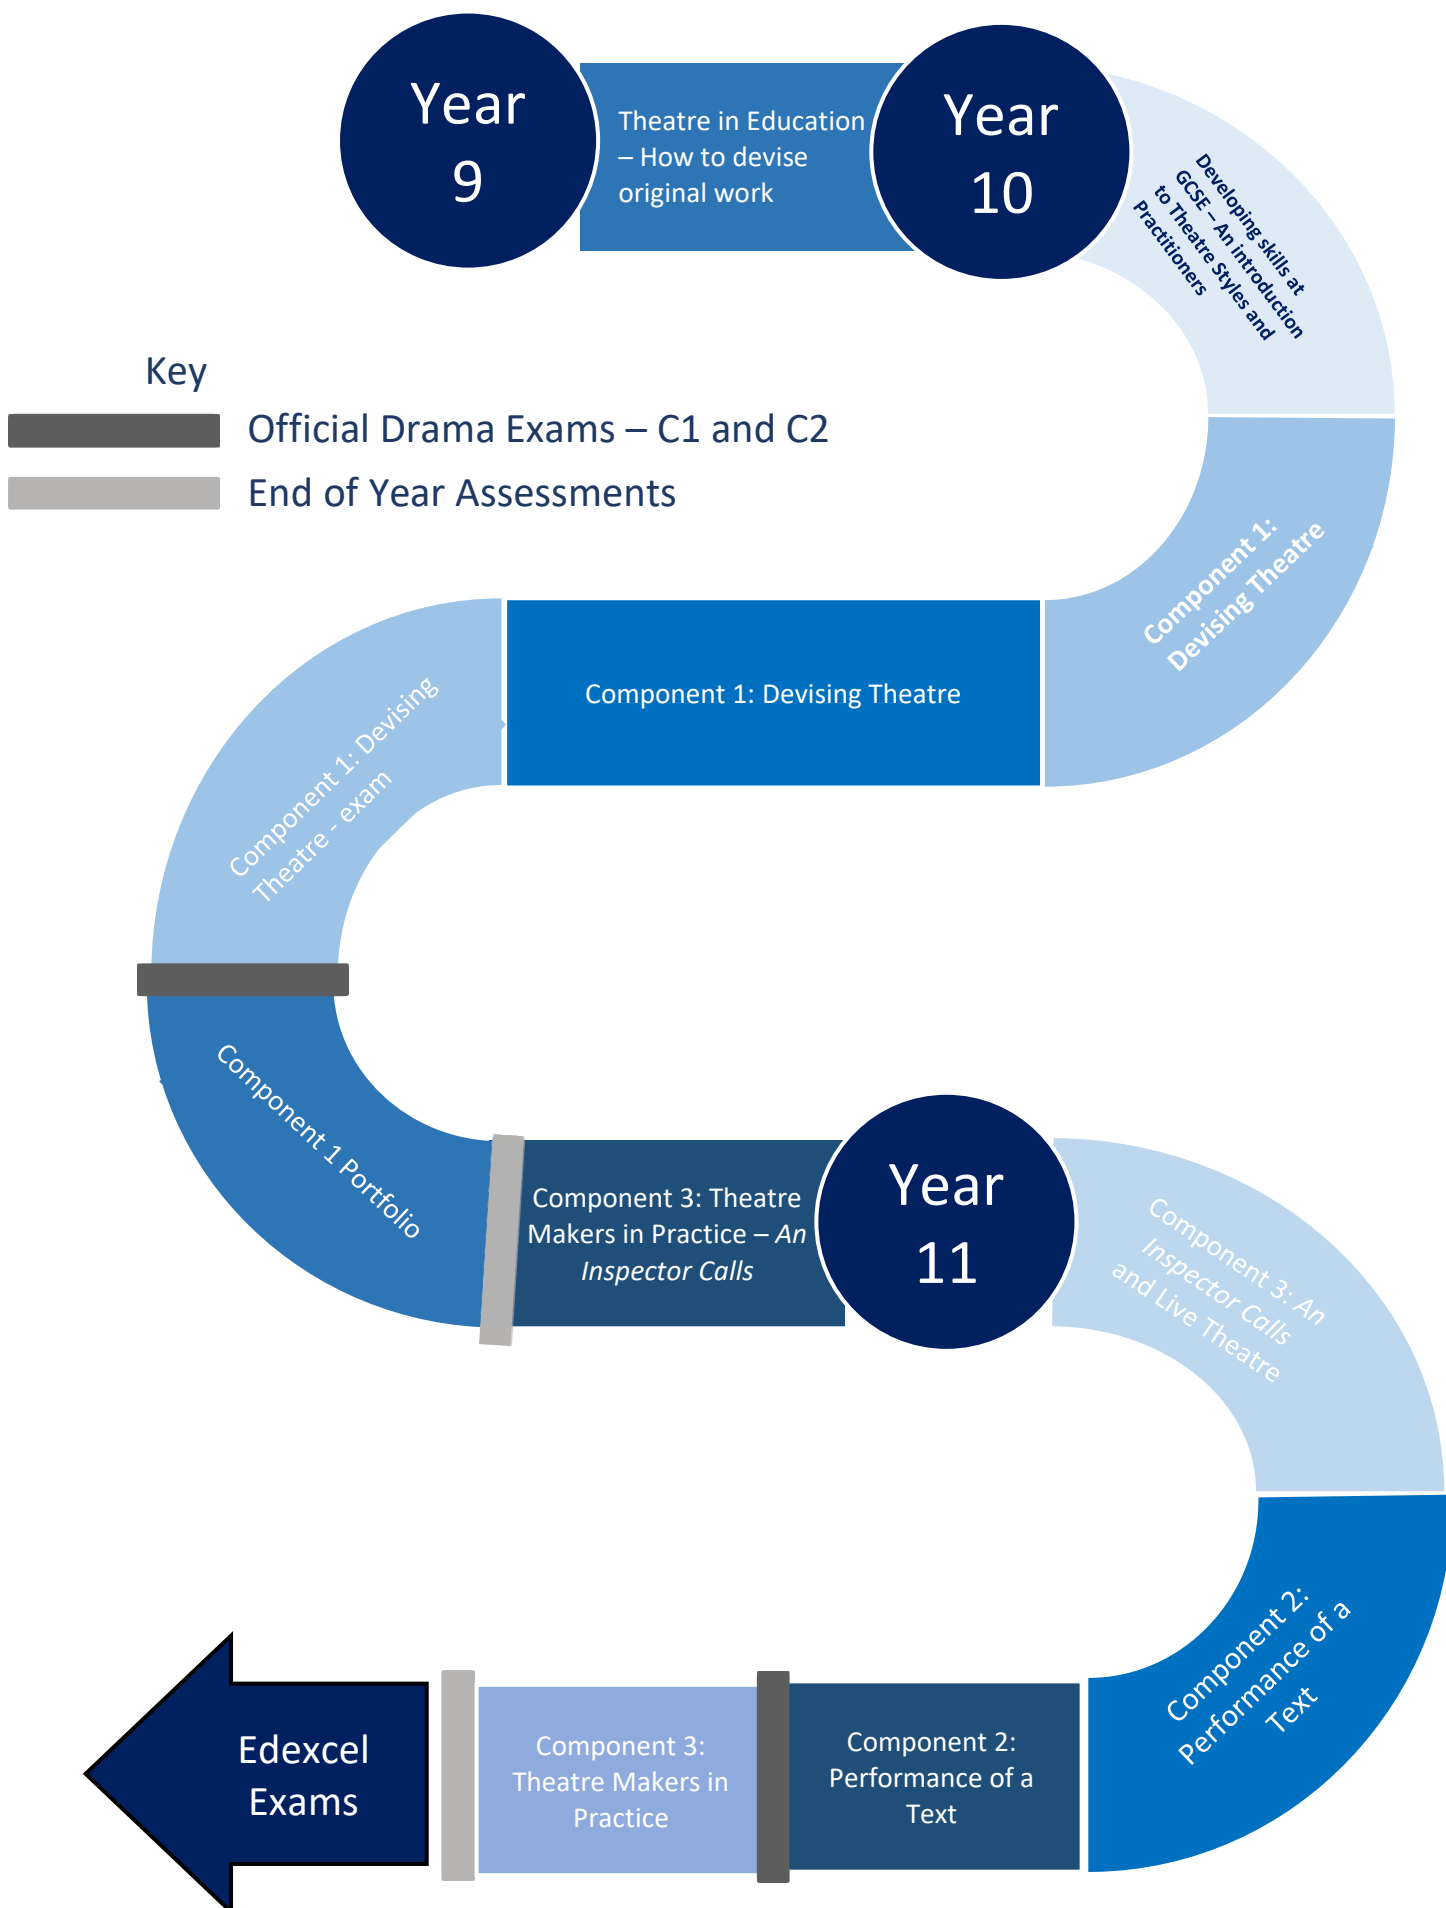 Year
9
Theatre in Education
– How to devise
original work
Year
10
Developing skills at
GCSE – An introduction
to Theatre Styles and
Practitioners
Key
Official Drama Exams – C1 and C2
End of Year Assessments
Component 1:
Devising Theatre
Component 1: Devising Theatre
Component 1: Devising
Theatre - exam
Component 1 Portfolio
Component 3: Theatre
Makers in Practice – An
Inspector Calls
Year
11
Component 3: An
Inspector Calls
and Live Theatre
Component 2:
Performance of a
Text
Component 2:
Performance of a
Text
Component 3:
Theatre Makers in
Practice
Edexcel
Exams